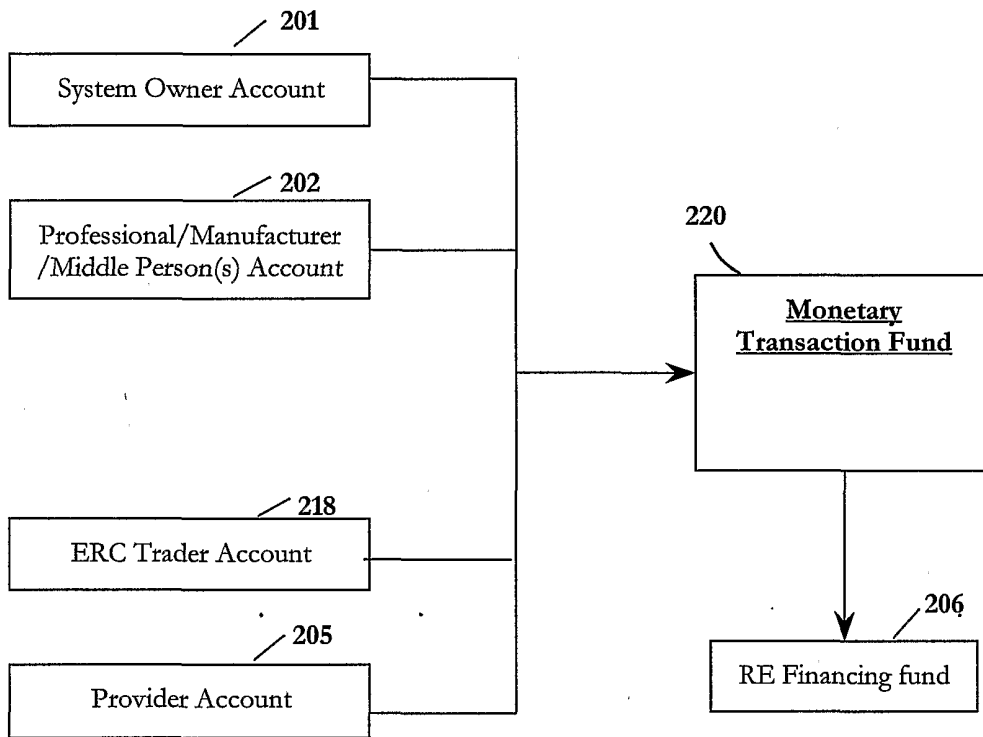 201
System Owner Account
202
Professional/Manufacturer
/Middle Person(s) Account
220
Monetary
Transaction Fund
218
ERC Trader Account
206
205
RE Financing fund
Provider Account